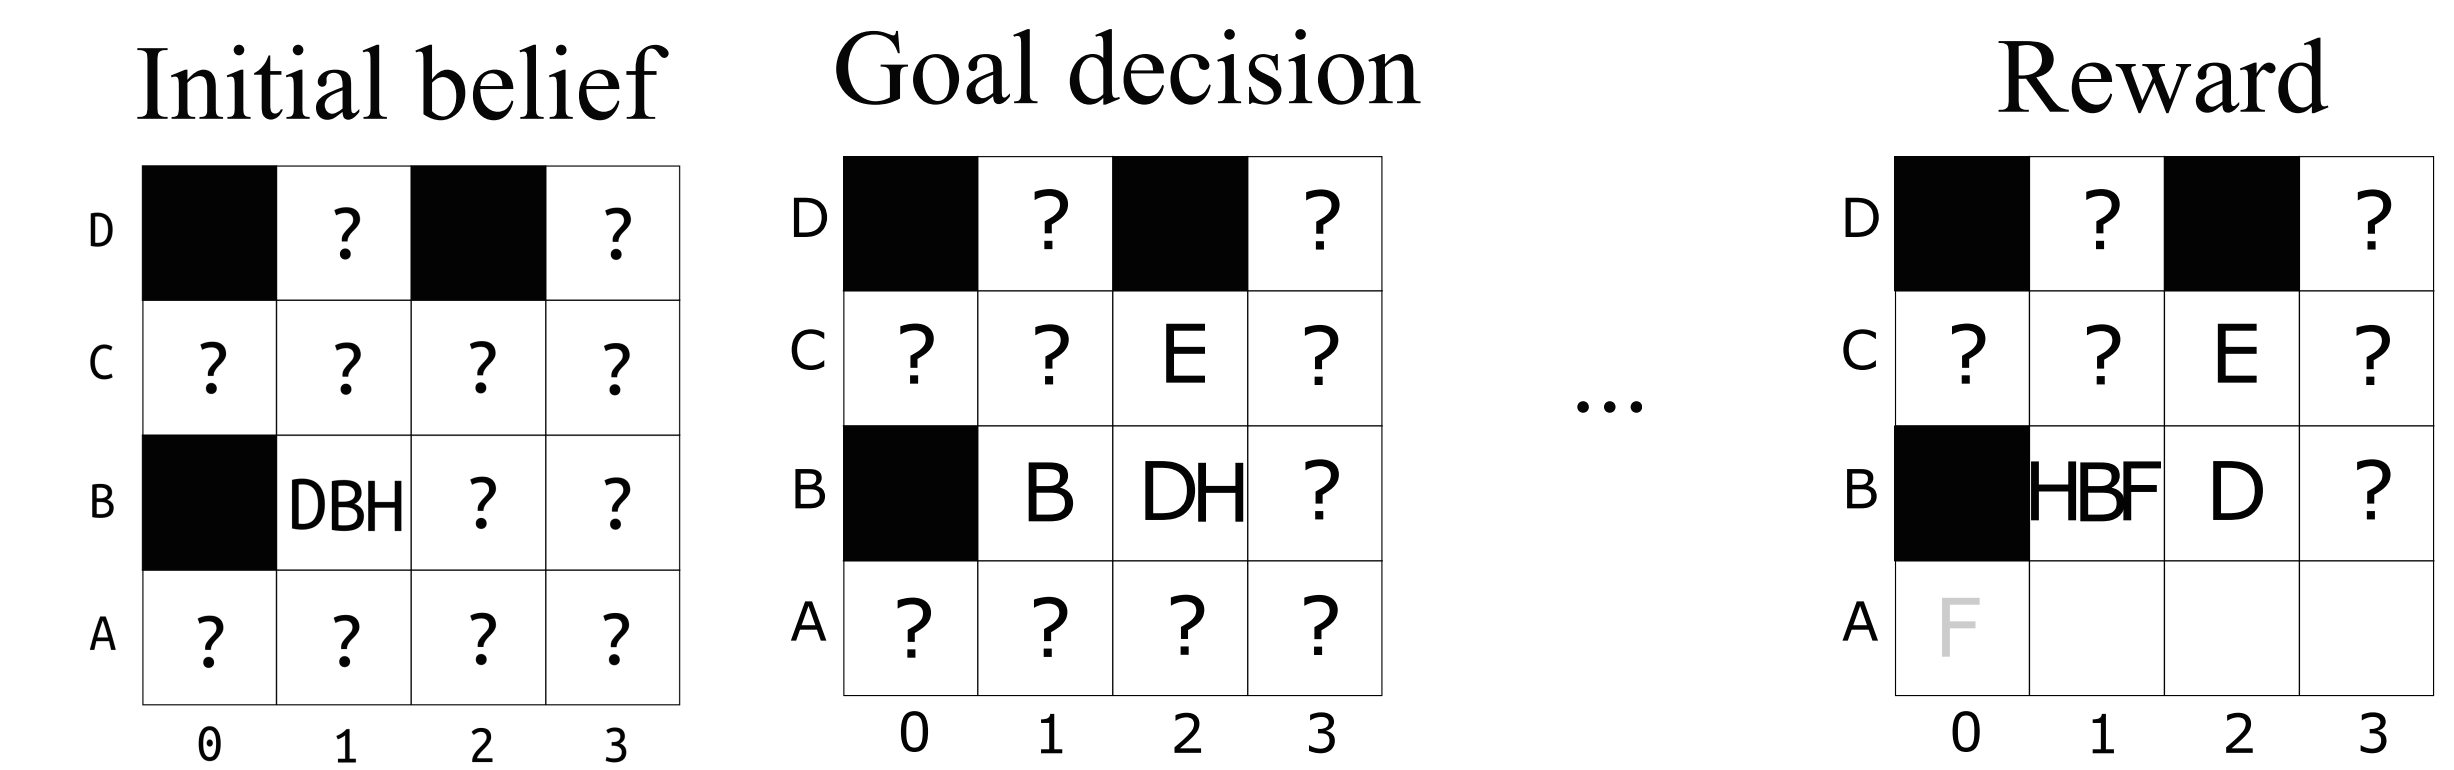 Initial belief
D ? ?
C ? ? ? ?
B DBH ? ?
A ? ? ? ?
0 1 2 3
Goal decision
D ? ?
C ? ? E ?
B B DH ?
A ? ? ? ?
0 1 2 3
...
Reward
D ? ?
C ? ? E ?
B HBF D ?
A F
0 1 2 3